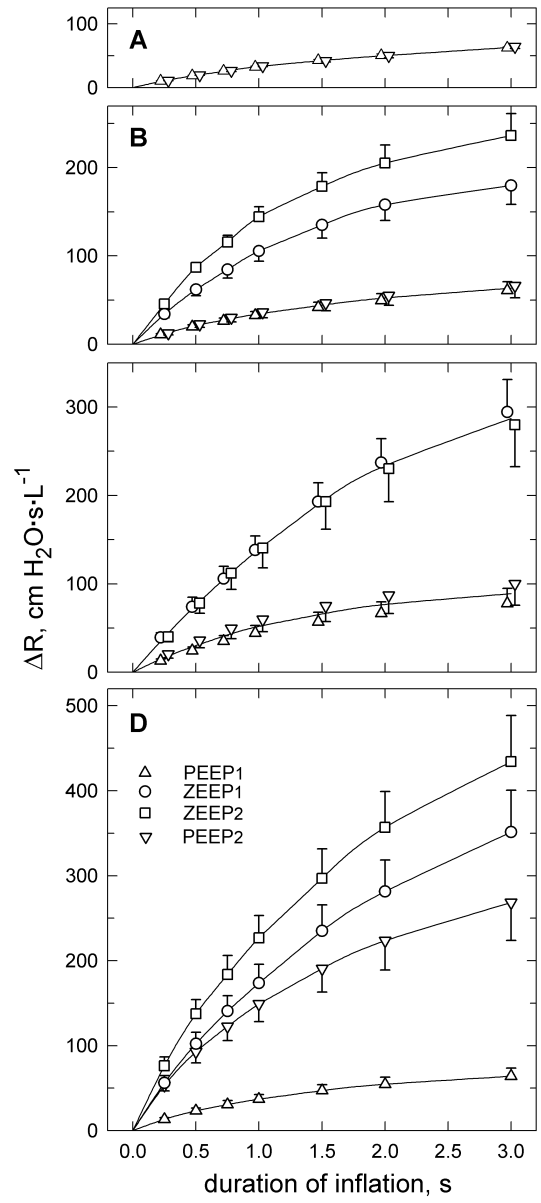 100
0
A
200
100
0
B
300
200
100
0
ΔR, cm H₂O·s·L⁻¹
500
400
300
200
100
0
D
PEEP1
ZEEP1
ZEEP2
PEEP2
0.0 0.5 1.0 1.5 2.0 2.5 3.0
duration of inflation, s